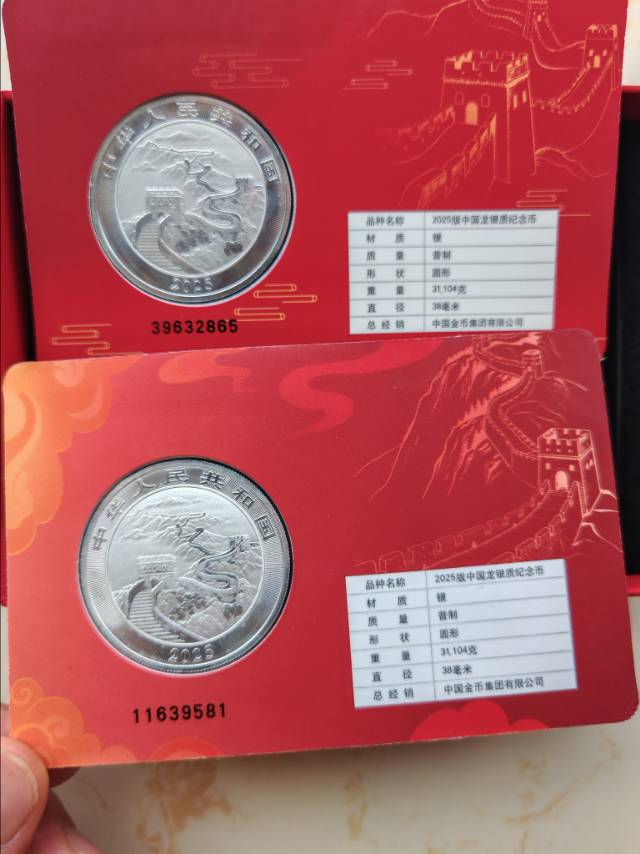 中华人民共和国
2025
39632865
品种名称 2025版中国龙银质纪念币
材 质 银
质 量 普制
形 状 圆形
重 量 31,104克
直 径 38毫米
总经销 中国金币集团有限公司
中华人民共和国
2025
11639581
品种名称 2025版中国龙银质纪念币
材 质 银
质 量 普制
形 状 圆形
重 量 31,104克
直 径 38毫米
总经销 中国金币集团有限公司